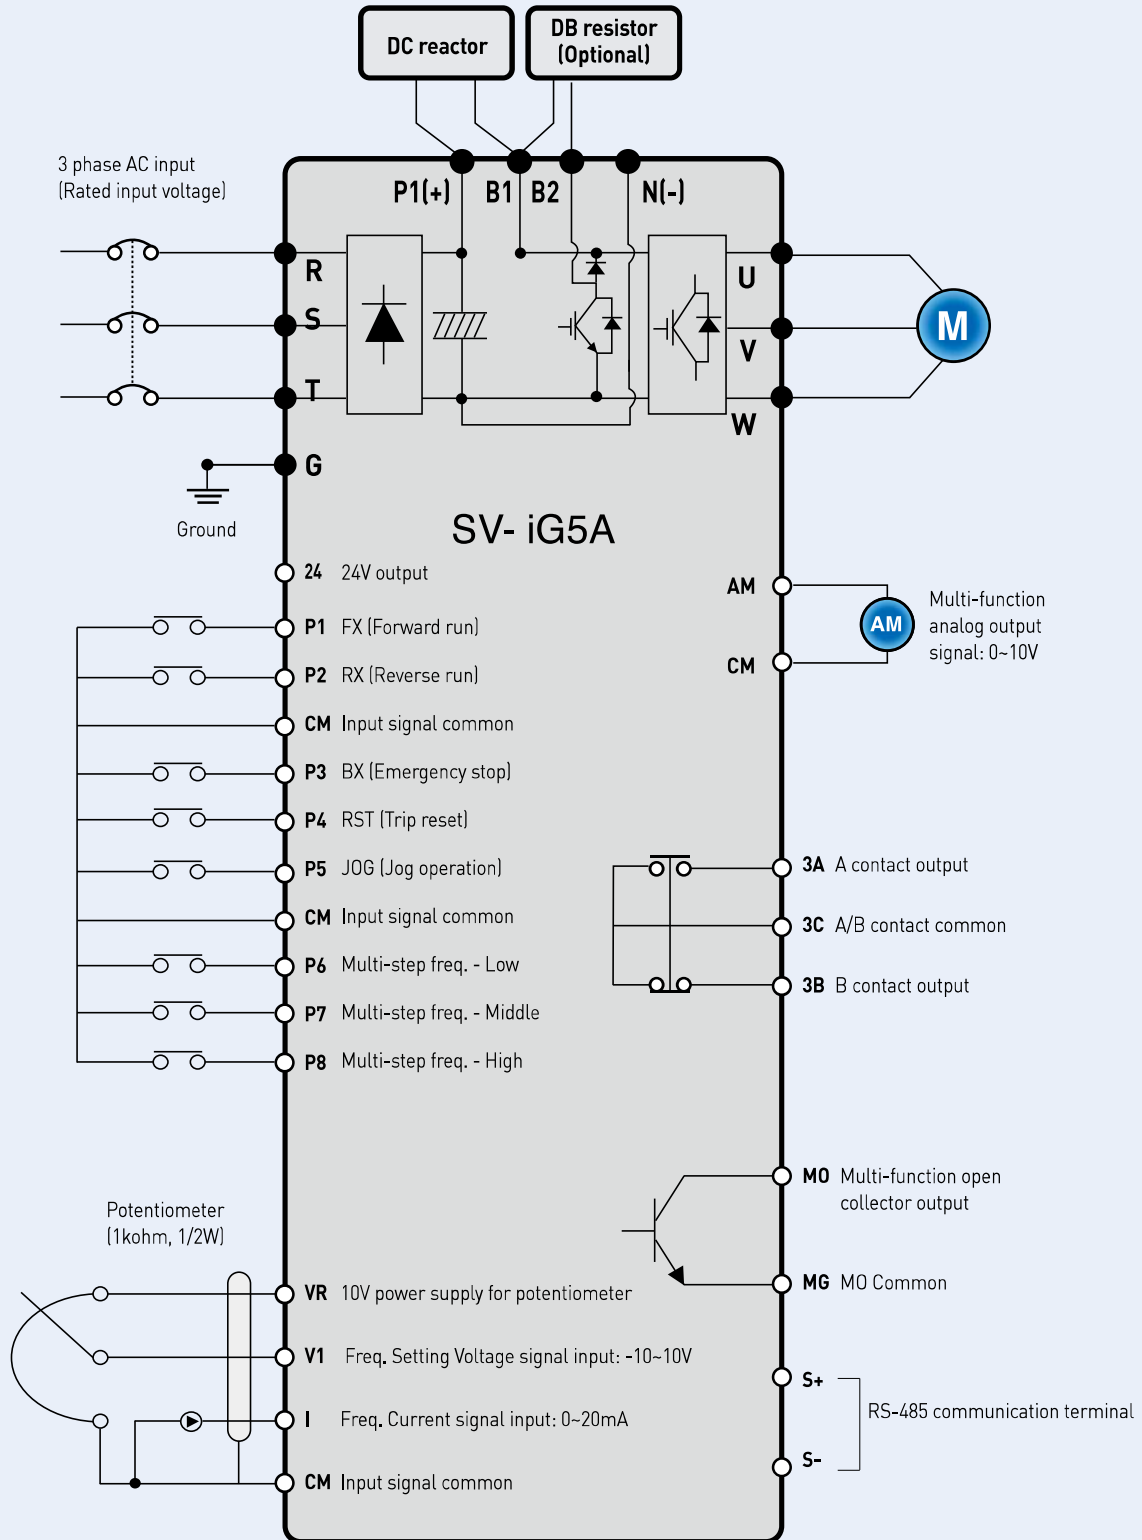 DC reactor
DB resistor
(Optional)
3 phase AC input
(Rated input voltage)
P1(+)
B1
B2
N(-)
R
S
T
U
V
W
M
G
Ground
SV- iG5A
24 24V output
P1 FX (Forward run)
P2 RX (Reverse run)
CM Input signal common
P3 BX (Emergency stop)
P4 RST (Trip reset)
P5 JOG (Jog operation)
CM Input signal common
P6 Multi-step freq. - Low
P7 Multi-step freq. - Middle
P8 Multi-step freq. - High
AM
CM
AM
Multi-function
analog output
signal: 0~10V
3A A contact output
3C A/B contact common
3B B contact output
MO Multi-function open
collector output
MG MO Common
Potentiometer
(1kohm, 1/2W)
VR 10V power supply for potentiometer
V1 Freq. Setting Voltage signal input: -10~10V
I Freq. Current signal input: 0~20mA
CM Input signal common
S+
RS-485 communication terminal
S-